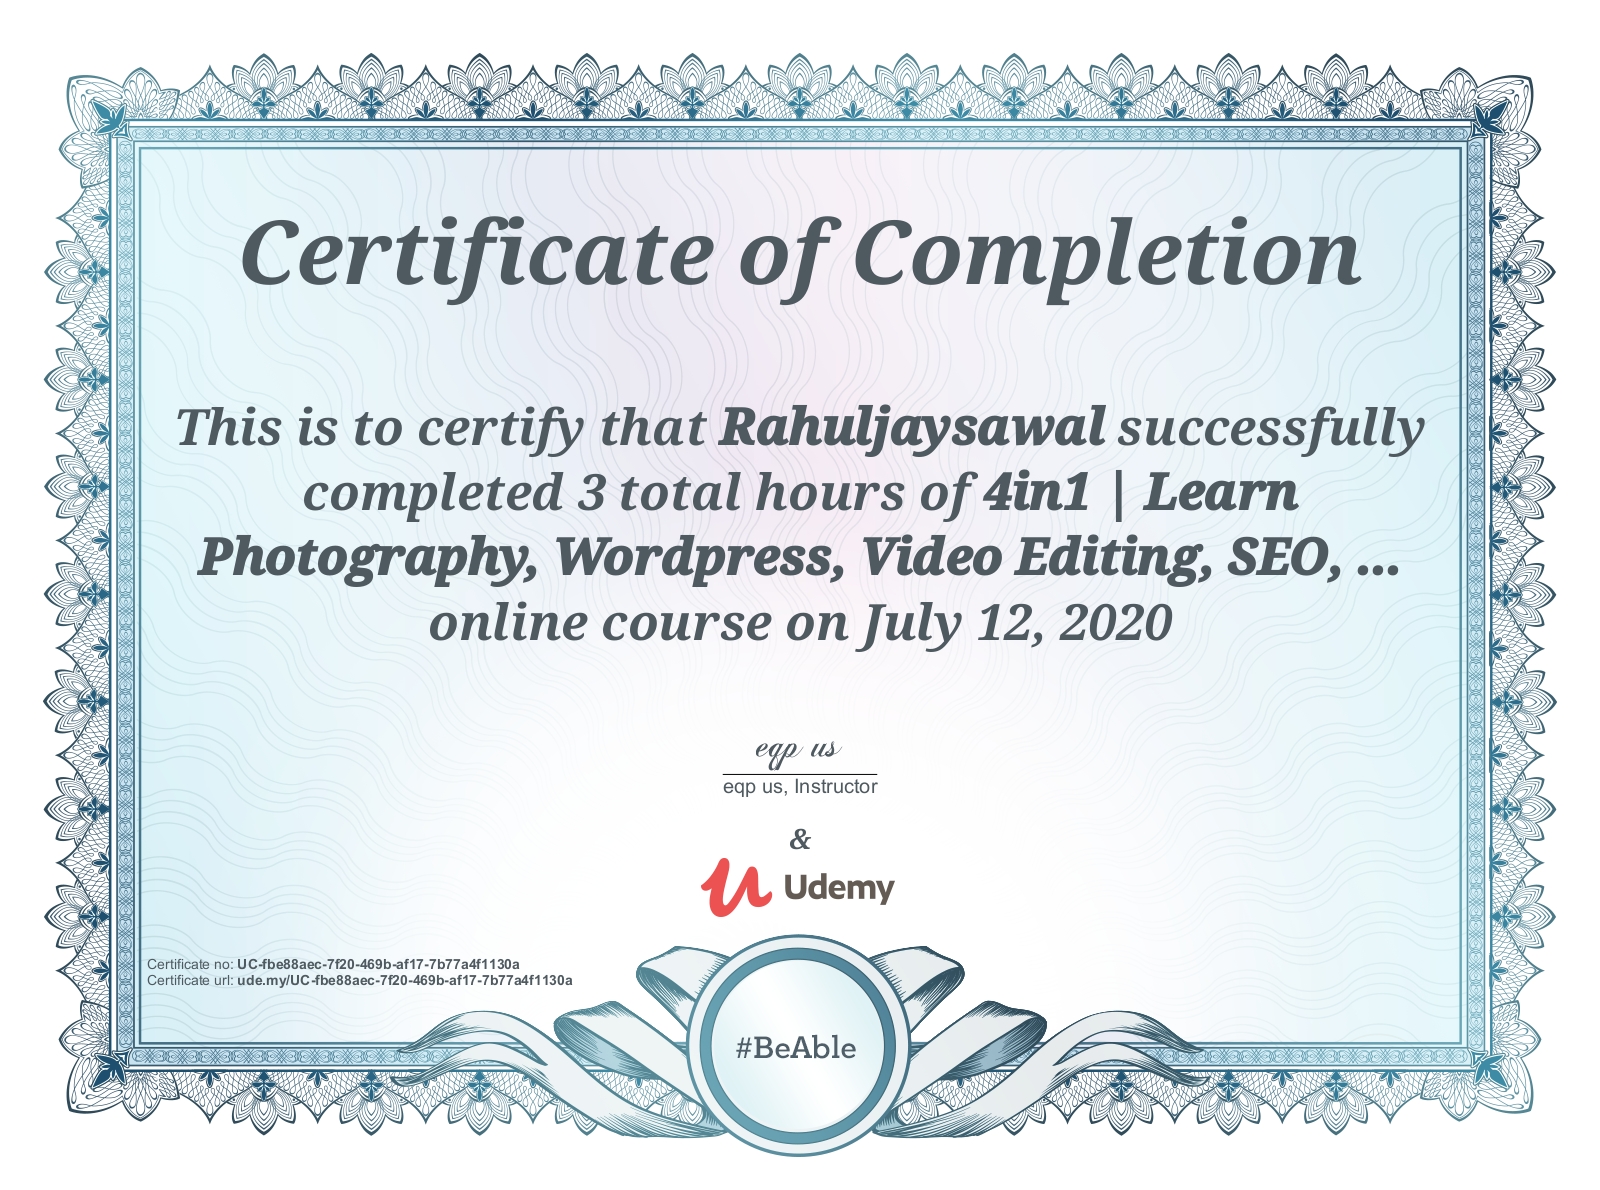 Certificate of Completion
This is to certify that Rahuljaysawal successfully
completed 3 total hours of 4in1 | Learn
Photography, Wordpress, Video Editing, SEO, ...
online course on July 12, 2020
eqp us
eqp us, Instructor
&
Udemy
Certificate no: UC-fbe88aec-7f20-469b-af17-7b77a4f1130a
Certificate url: ude.my/UC-fbe88aec-7f20-469b-af17-7b77a4f1130a
#BeAble